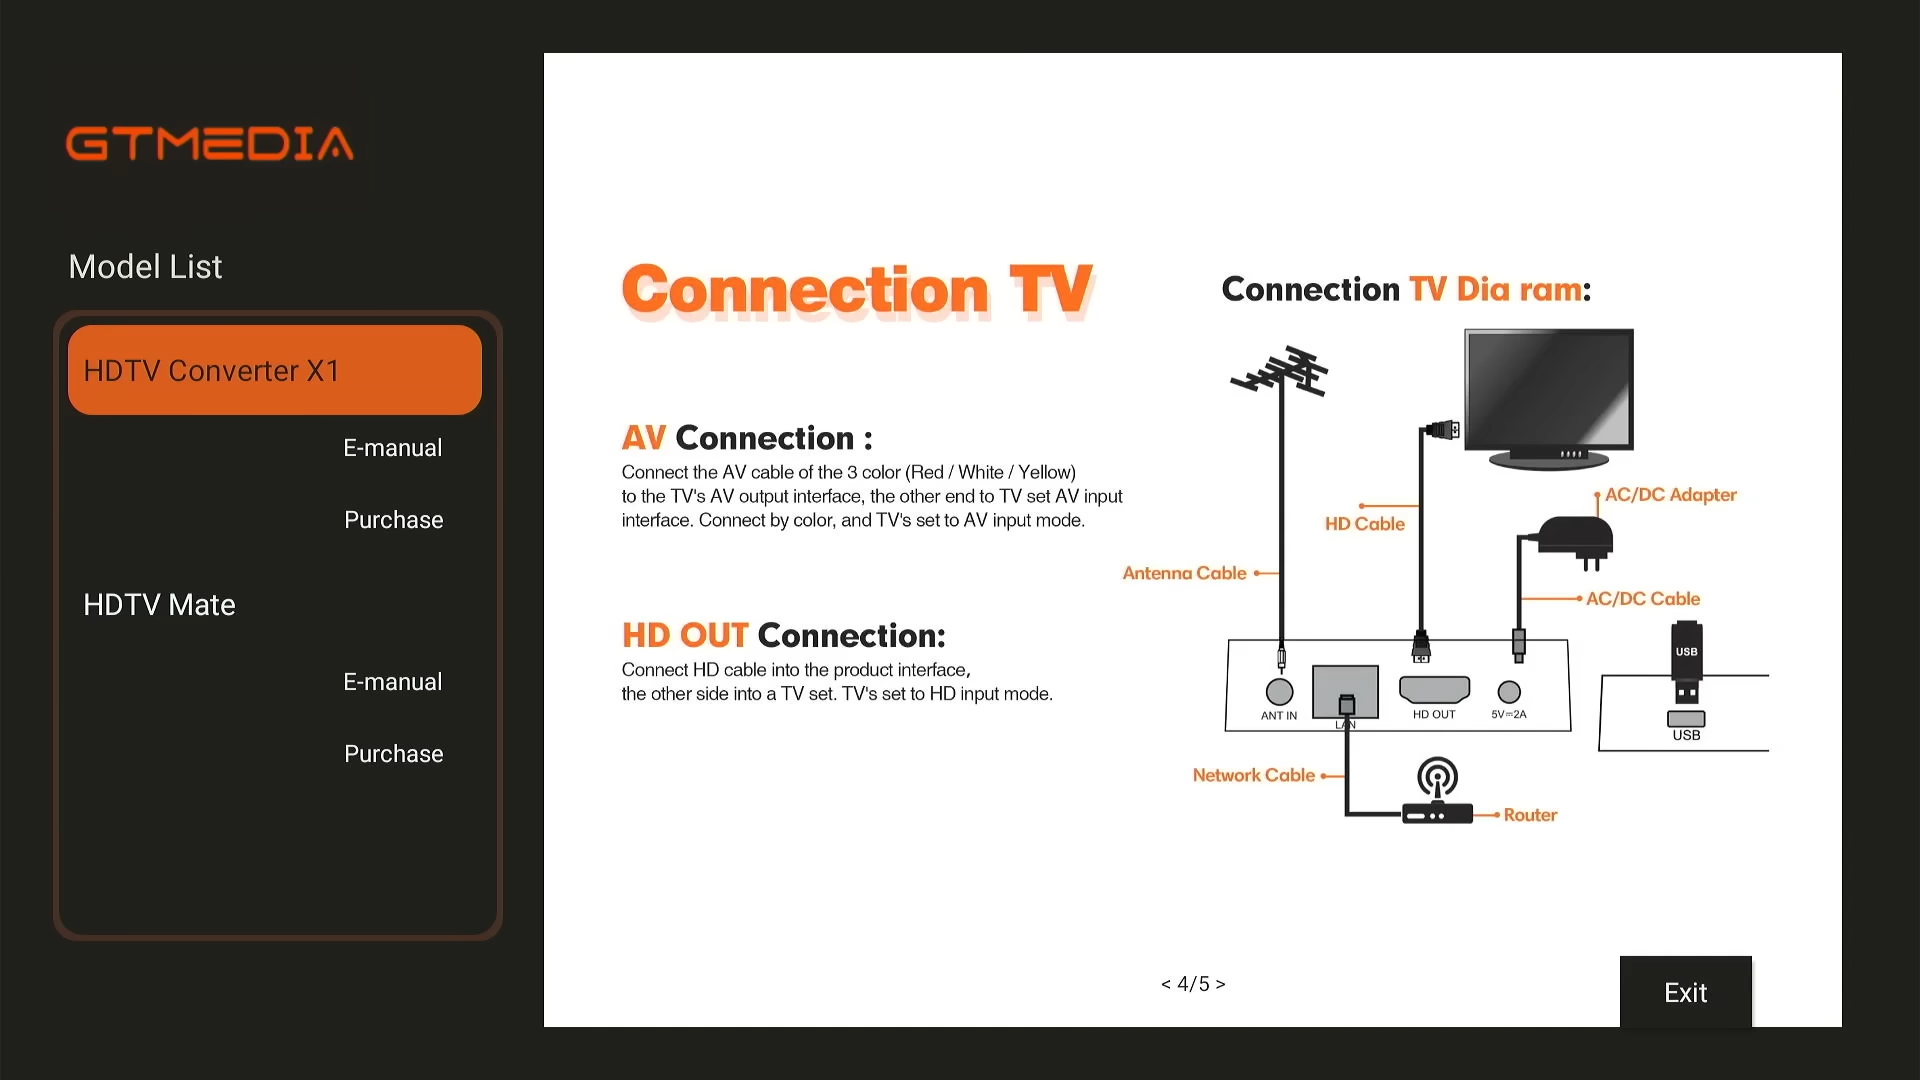 GTMEDIA
Model List
HDTV Converter X1
E-manual
Purchase
HDTV Mate
E-manual
Purchase
Connection TV
AV Connection :
Connect the AV cable of the 3 color (Red / White / Yellow)
to the TV's AV output interface, the other end to TV set AV input
interface. Connect by color, and TV's set to AV input mode.
HD OUT Connection:
Connect HD cable into the product interface,
the other side into a TV set. TV's set to HD input mode.
Connection TV Dia ram:
AC/DC Adapter
HD Cable
Antenna Cable
AC/DC Cable
USB
ANT IN
LAN
HD OUT
5V⎓2A
USB
Network Cable
Router
< 4/5 >
Exit